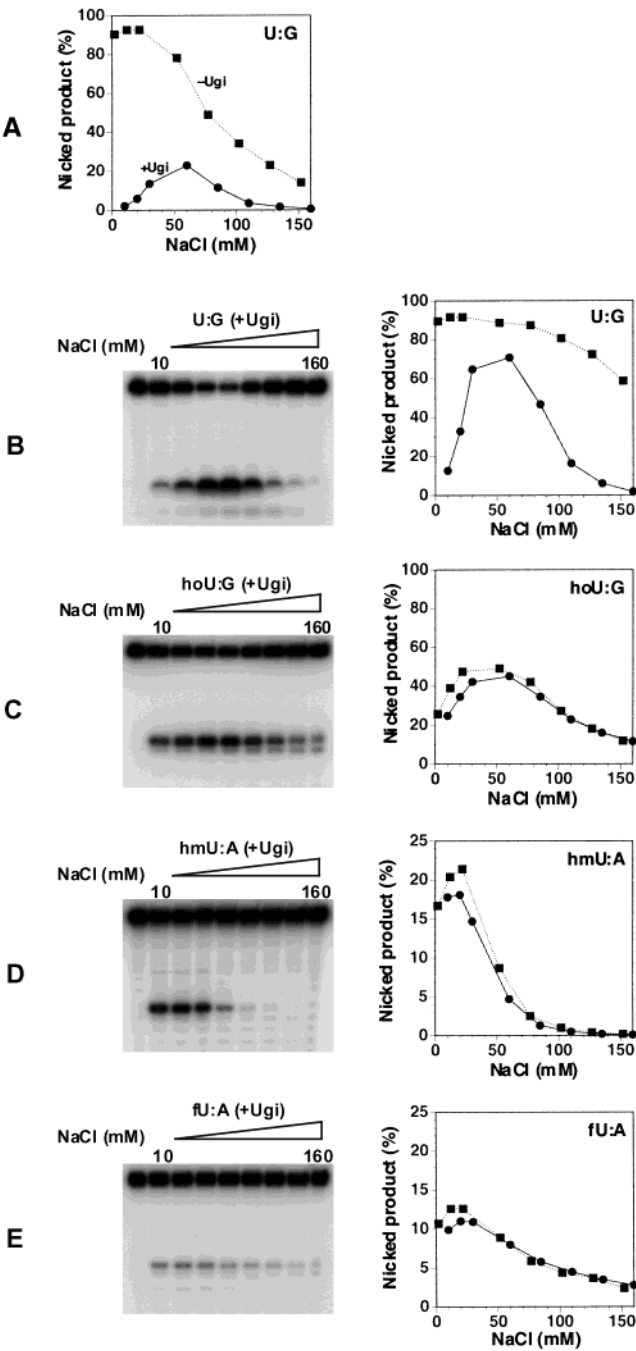 A
U:G
Nicked product (%)
100
80
60
40
20
0
–Ugi
+Ugi
0 50 100 150
NaCl (mM)
B
U:G (+Ugi)
NaCl (mM)
10 160
U:G
Nicked product (%)
100
80
60
40
20
0
0 50 100 150
NaCl (mM)
C
hoU:G (+Ugi)
NaCl (mM)
10 160
hoU:G
Nicked product (%)
100
80
60
40
20
0
0 50 100 150
NaCl (mM)
D
hmU:A (+Ugi)
NaCl (mM)
10 160
hmU:A
Nicked product (%)
25
20
15
10
5
0
0 50 100 150
NaCl (mM)
E
fU:A (+Ugi)
NaCl (mM)
10 160
fU:A
Nicked product (%)
25
20
15
10
5
0
0 50 100 150
NaCl (mM)